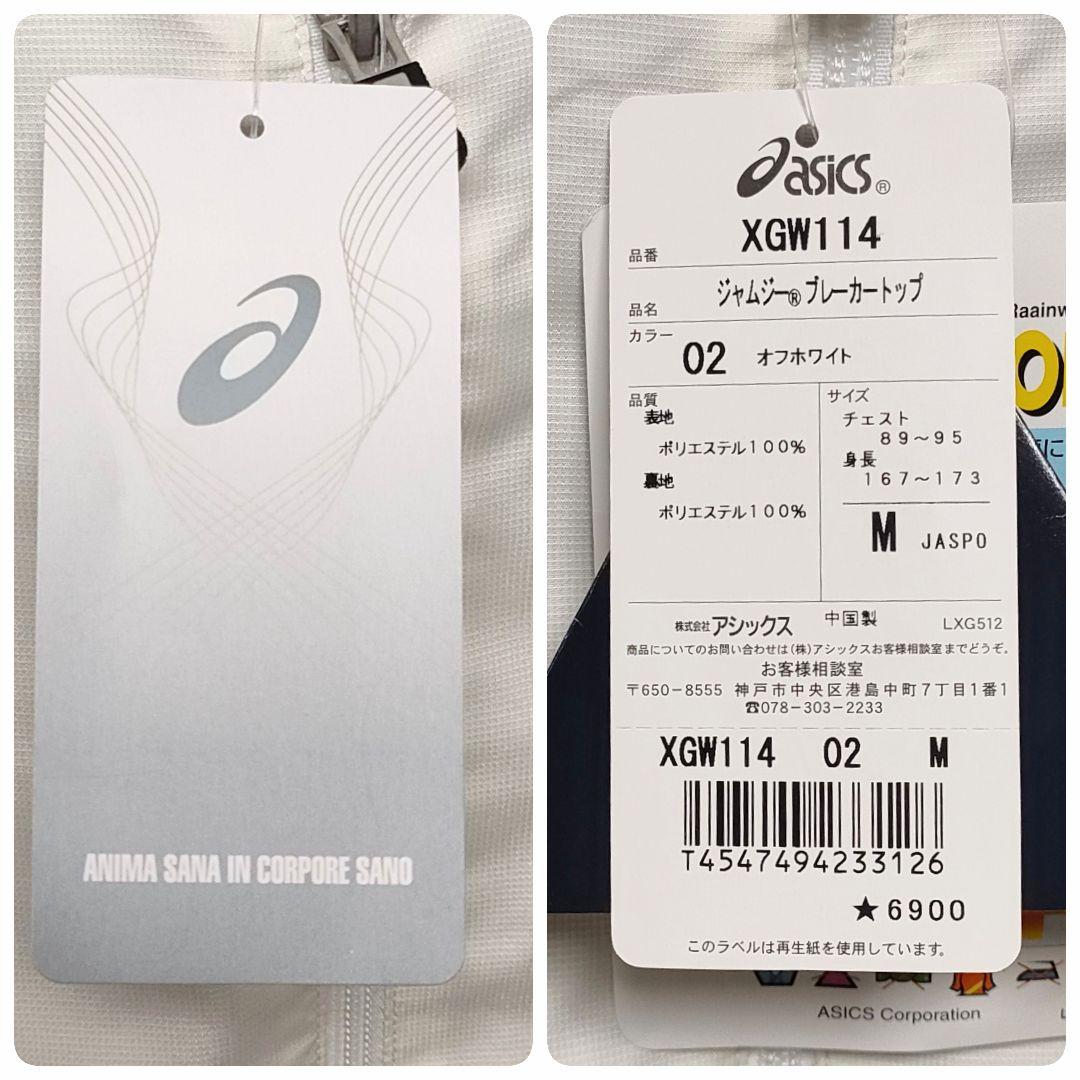 ANIMA SANA IN CORPORE SANO
asics®
品番 XGW114
品名 ジャムジー®ブレーカートップ
カラー 02 オフホワイト
品質
表地
ポリエステル100%
裏地
ポリエステル100%
サイズ
チェスト
89～95
身長
167～173
M JASPO
株式会社アシックス 中国製 LXG512
商品についてのお問い合わせは(株)アシックスお客様相談室までどうぞ。
お客様相談室
〒650-8555 神戸市中央区港島中町7丁目1番1
☎078-303-2233
XGW114 02 M
T4547494233126
★6900
このラベルは再生紙を使用しています。
ASICS Corporation